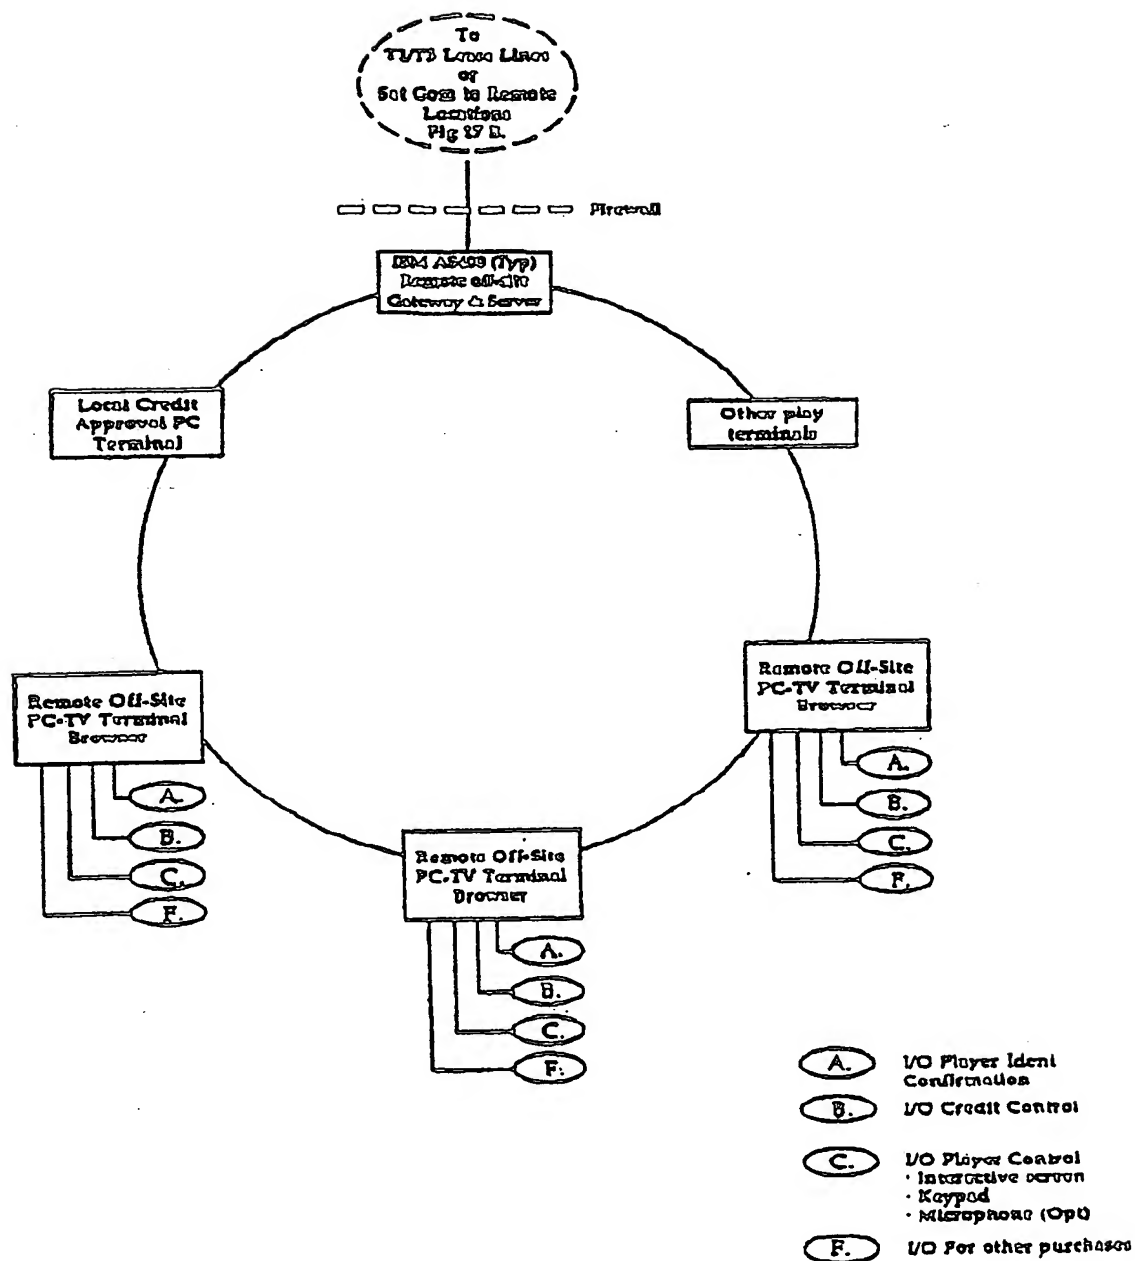 To
T1/T3 Lease Lines
or
Sat Com to Remote
Locations
Fig 27 B.
Firewall
IBM AS400 (Typ)
Remote off-site
Gateway & Server
Local Credit
Approval PC
Terminal
Other play
terminals
Remote Off-Site
PC-TV Terminal
Browser
A.
B.
C.
F.
Remote Off-Site
PC-TV Terminal
Browser
A.
B.
C.
F.
Remote Off-Site
PC-TV Terminal
Browser
A.
B.
C.
F.
A. I/O Player Ident
Confirmation
B. I/O Credit Control
C. I/O Player Control
· Interactive screen
· Keypad
· Microphone (Opt)
F. I/O For other purchases